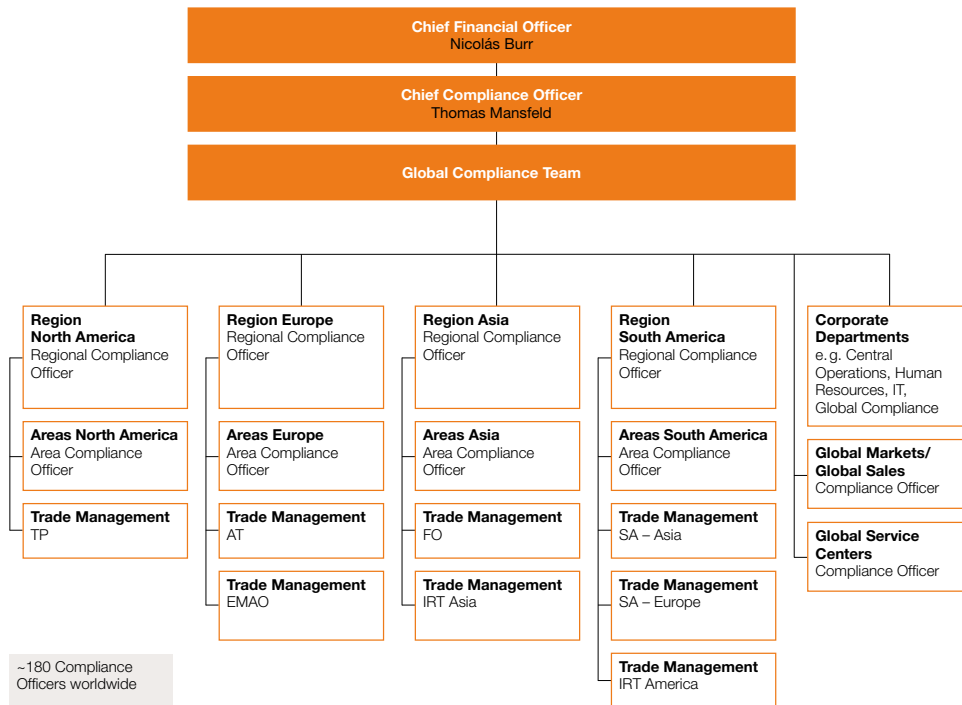 Chief Financial Officer
Nicolás Burr
Chief Compliance Officer
Thomas Mansfeld
Global Compliance Team
Region
North America
Regional Compliance
Officer
Areas North America
Area Compliance
Officer
Trade Management
TP
Region Europe
Regional Compliance
Officer
Areas Europe
Area Compliance
Officer
Trade Management
AT
Trade Management
EMAO
Region Asia
Regional Compliance
Officer
Areas Asia
Area Compliance
Officer
Trade Management
FO
Trade Management
IRT Asia
Region
South America
Regional Compliance
Officer
Areas South America
Area Compliance
Officer
Trade Management
SA – Asia
Trade Management
SA – Europe
Trade Management
IRT America
Corporate
Departments
e. g. Central
Operations, Human
Resources, IT,
Global Compliance
Global Markets/
Global Sales
Compliance Officer
Global Service
Centers
Compliance Officer
~180 Compliance
Officers worldwide